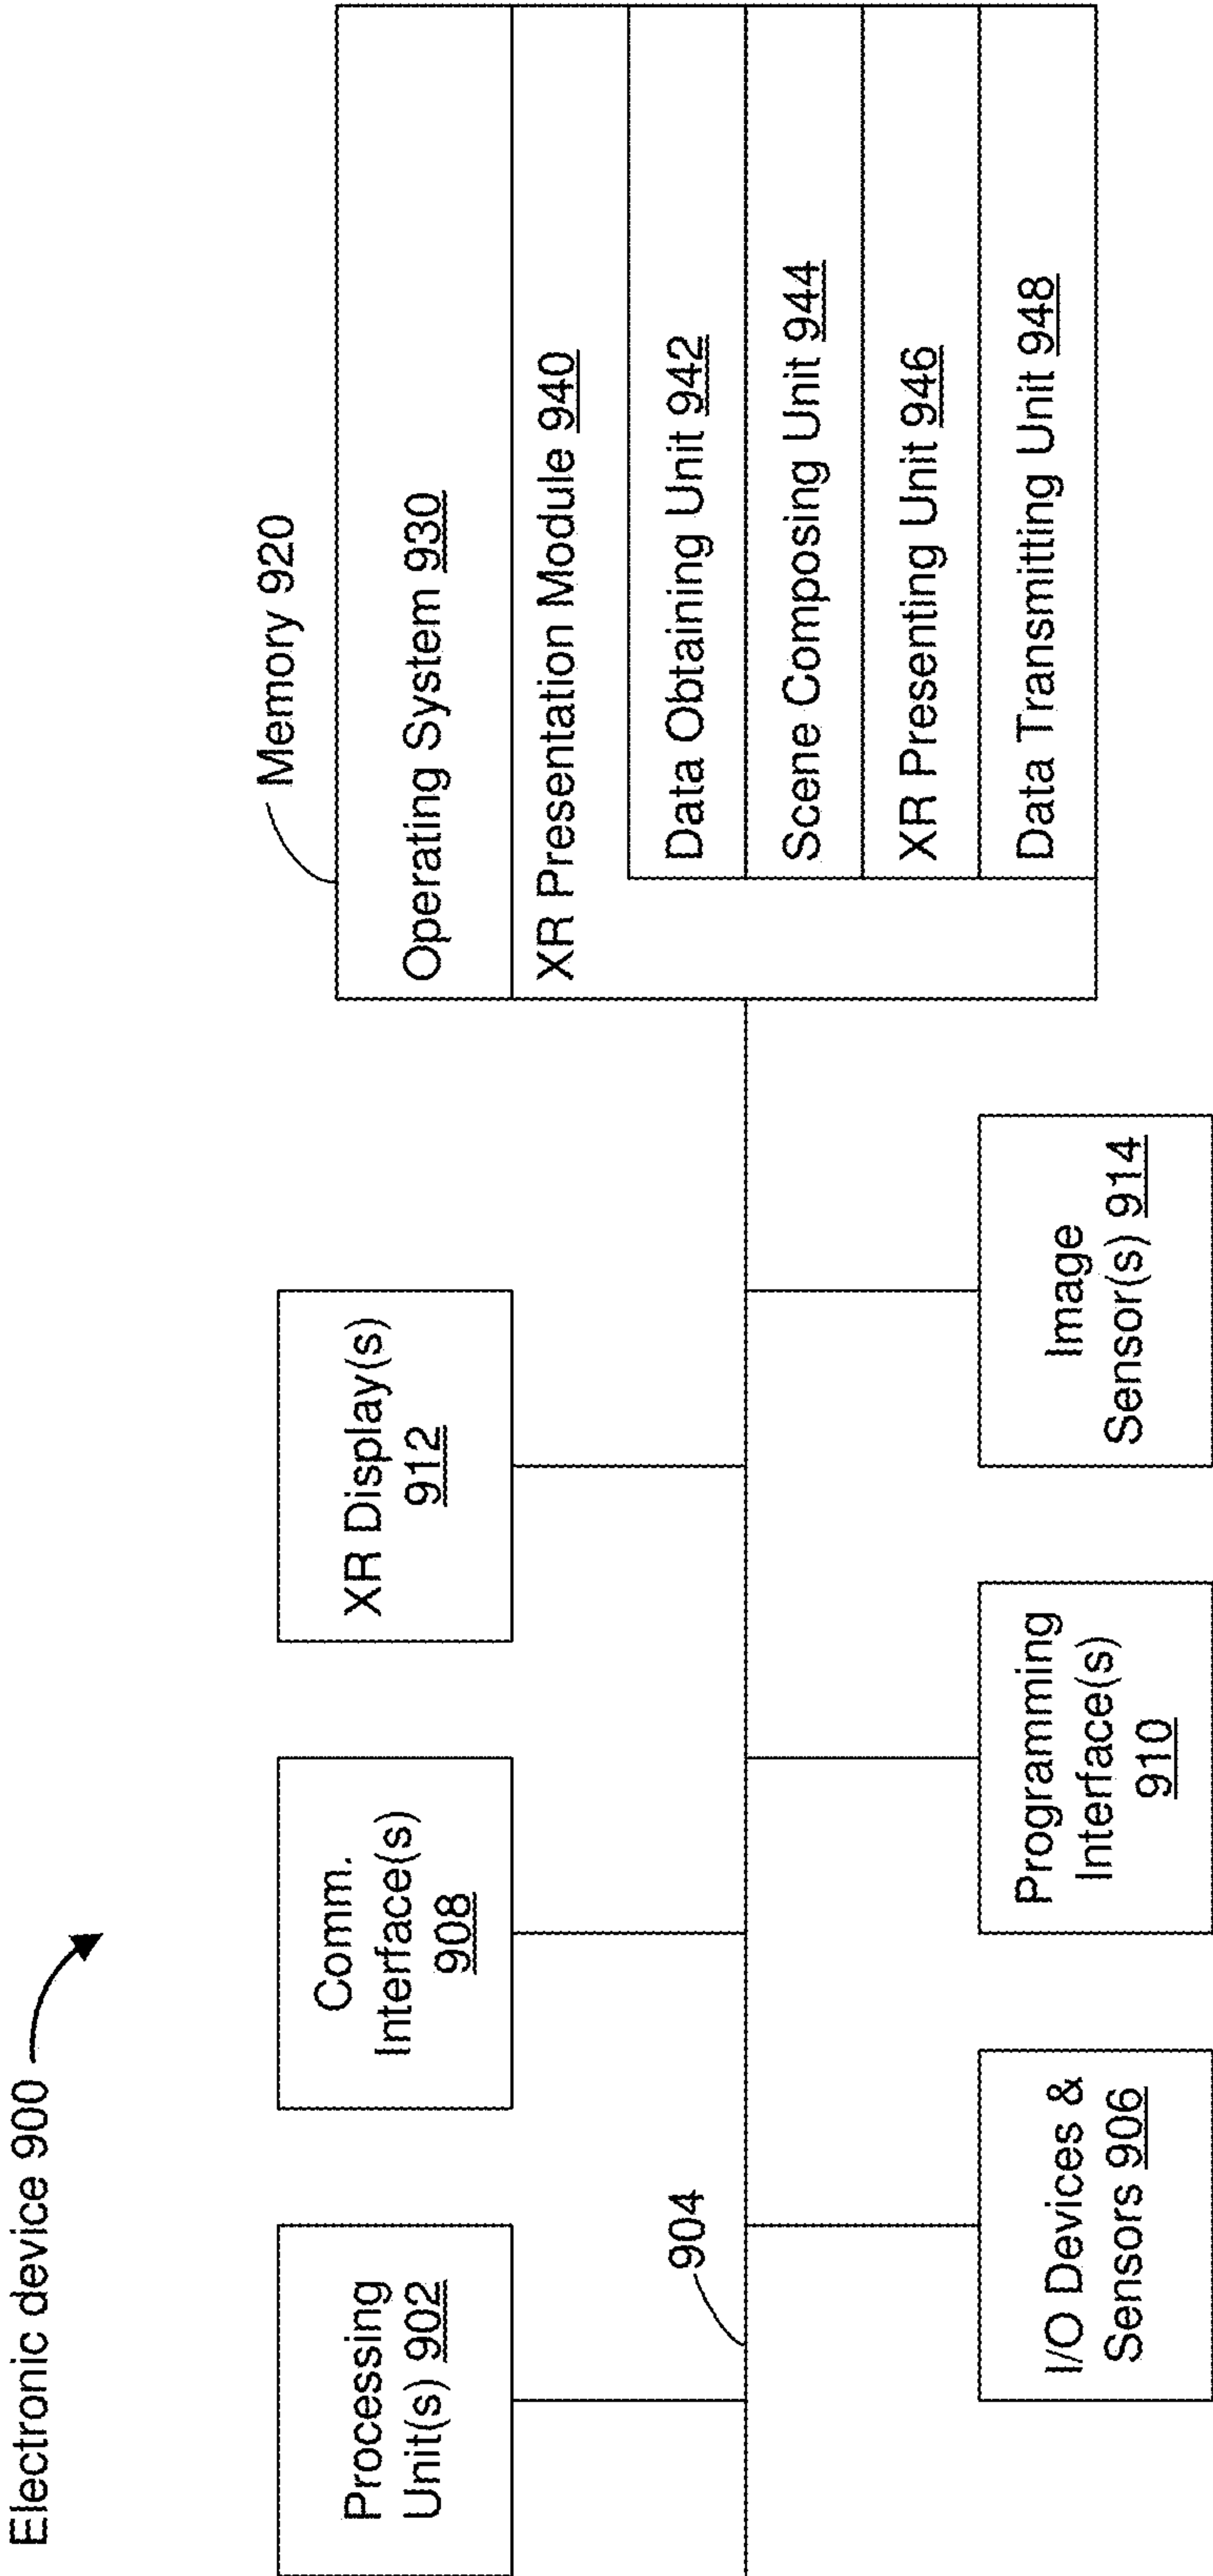 Electronic device 900
Processing
Unit(s) 902
Comm.
Interface(s)
908
XR Display(s)
912
Memory 920
Operating System 930
XR Presentation Module 940
Data Obtaining Unit 942
Scene Composing Unit 944
XR Presenting Unit 946
Data Transmitting Unit 948
904
I/O Devices &
Sensors 906
Programming
Interface(s)
910
Image
Sensor(s) 914